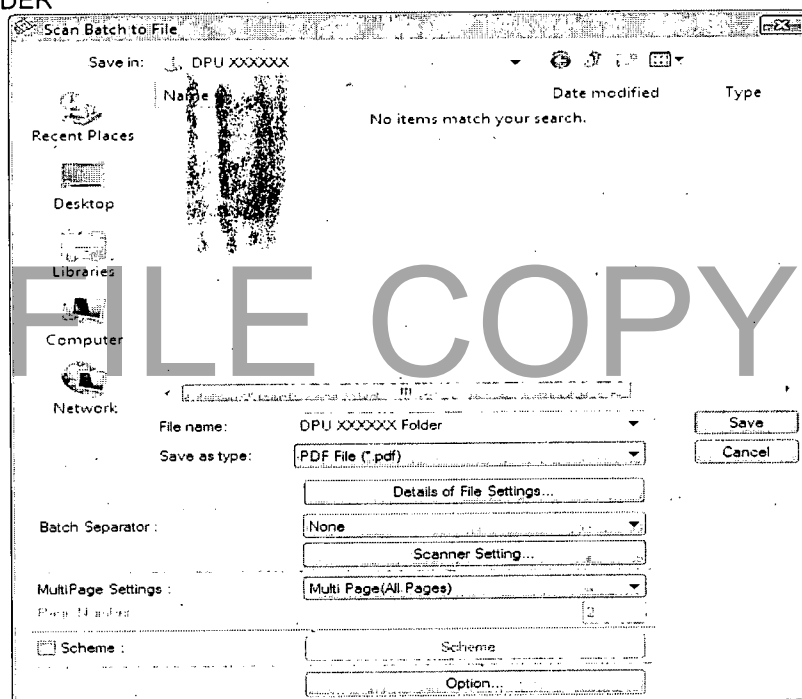 DER
Scan Batch to File
Save in: DPU XXXXXX
Name Date modified Type
No items match your search.
Recent Places
Desktop
Libraries
FILE COPY
Computer
Network
File name: DPU XXXXXX Folder Save
Save as type: PDF File (*.pdf) Cancel
Details of File Settings...
Batch Separator : None
Scanner Setting...
MultiPage Settings : Multi Page(All Pages)
Page Number 2
Scheme : Scheme
Option...